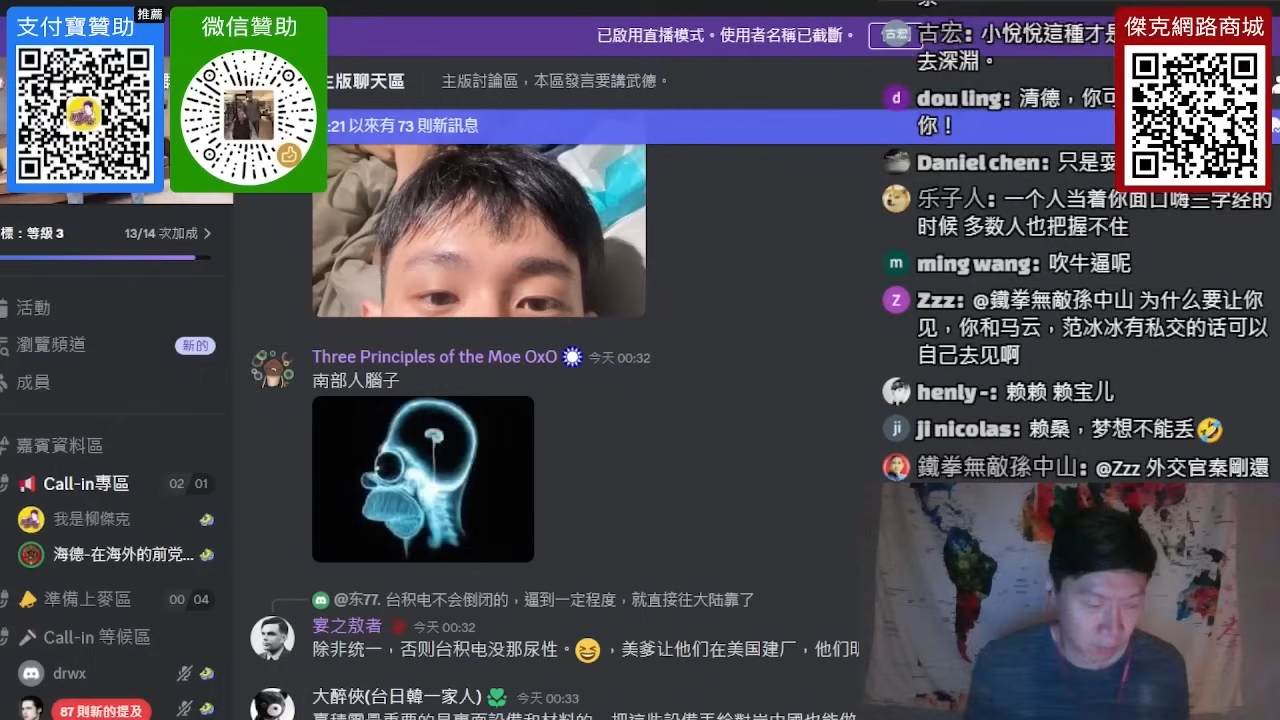 支付寶贊助
推薦
微信贊助
傑克網路商城
已啟用直播模式。使用者名稱已截斷。
主版聊天區
主版討論區，本區發言要講武德。
:21 以來有 73 則新訊息
標：等級 3
13/14 次加成
活動
瀏覽頻道
新的
成員
嘉賓資料區
Call-in專區
02 01
我是柳傑克
海德-在海外的前党...
準備上麥區
00 04
Call-in 等候區
drwx
87 則新的提及
Three Principles of the Moe OxO 今天 00:32
南部人腦子
@东77. 台积电不会倒闭的，逼到一定程度，就直接往大陆靠了
宴之敖者 今天 00:32
除非统一，否则台积电没那尿性。😆，美爹让他们在美国建厂，他们
大醉俠(台日韓一家人) 今天 00:33
古宏
古宏: 小悅悅這種才是
去深淵。
d
dou ling: 清德，你可
你！
Daniel chen: 只是
乐子人: 一个人当着你面口嗨三字经的
时候 多数人也把握不住
m
ming wang: 吹牛逼呢
Z
Zzz: @鐵拳無敵孫中山 为什么要让你
见，你和马云，范冰冰有私交的话可以
自己去见啊
henly -: 赖赖 赖宝儿
ji
ji nicolas: 赖桑，梦想不能丢🤣
鐵拳無敵孫中山: @Zzz 外交官秦剛還